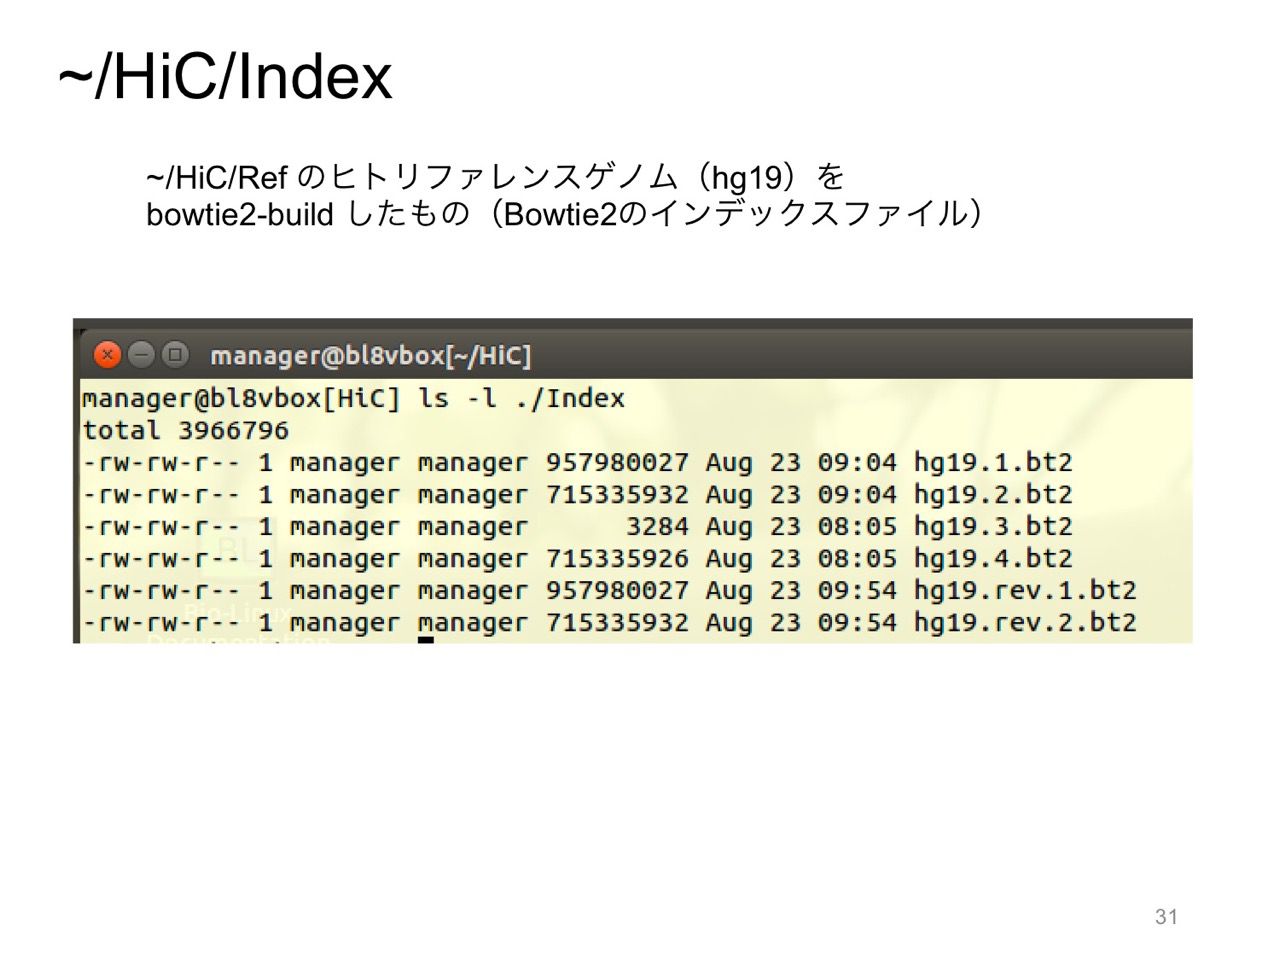 ~/HiC/Index
~/HiC/Ref のヒトリファレンスゲノム（hg19）を
bowtie2-build したもの（Bowtie2のインデックスファイル）
manager@bl8vbox[~/HiC]
manager@bl8vbox[HiC] ls -l ./Index
total 3966796
-rw-rw-r-- 1 manager manager 957980027 Aug 23 09:04 hg19.1.bt2
-rw-rw-r-- 1 manager manager 715335932 Aug 23 09:04 hg19.2.bt2
-rw-rw-r-- 1 manager manager      3284 Aug 23 08:05 hg19.3.bt2
-rw-rw-r-- 1 manager manager 715335926 Aug 23 08:05 hg19.4.bt2
-rw-rw-r-- 1 manager manager 957980027 Aug 23 09:54 hg19.rev.1.bt2
-rw-rw-r-- 1 manager manager 715335932 Aug 23 09:54 hg19.rev.2.bt2
Bio-Linux
Documentation
31